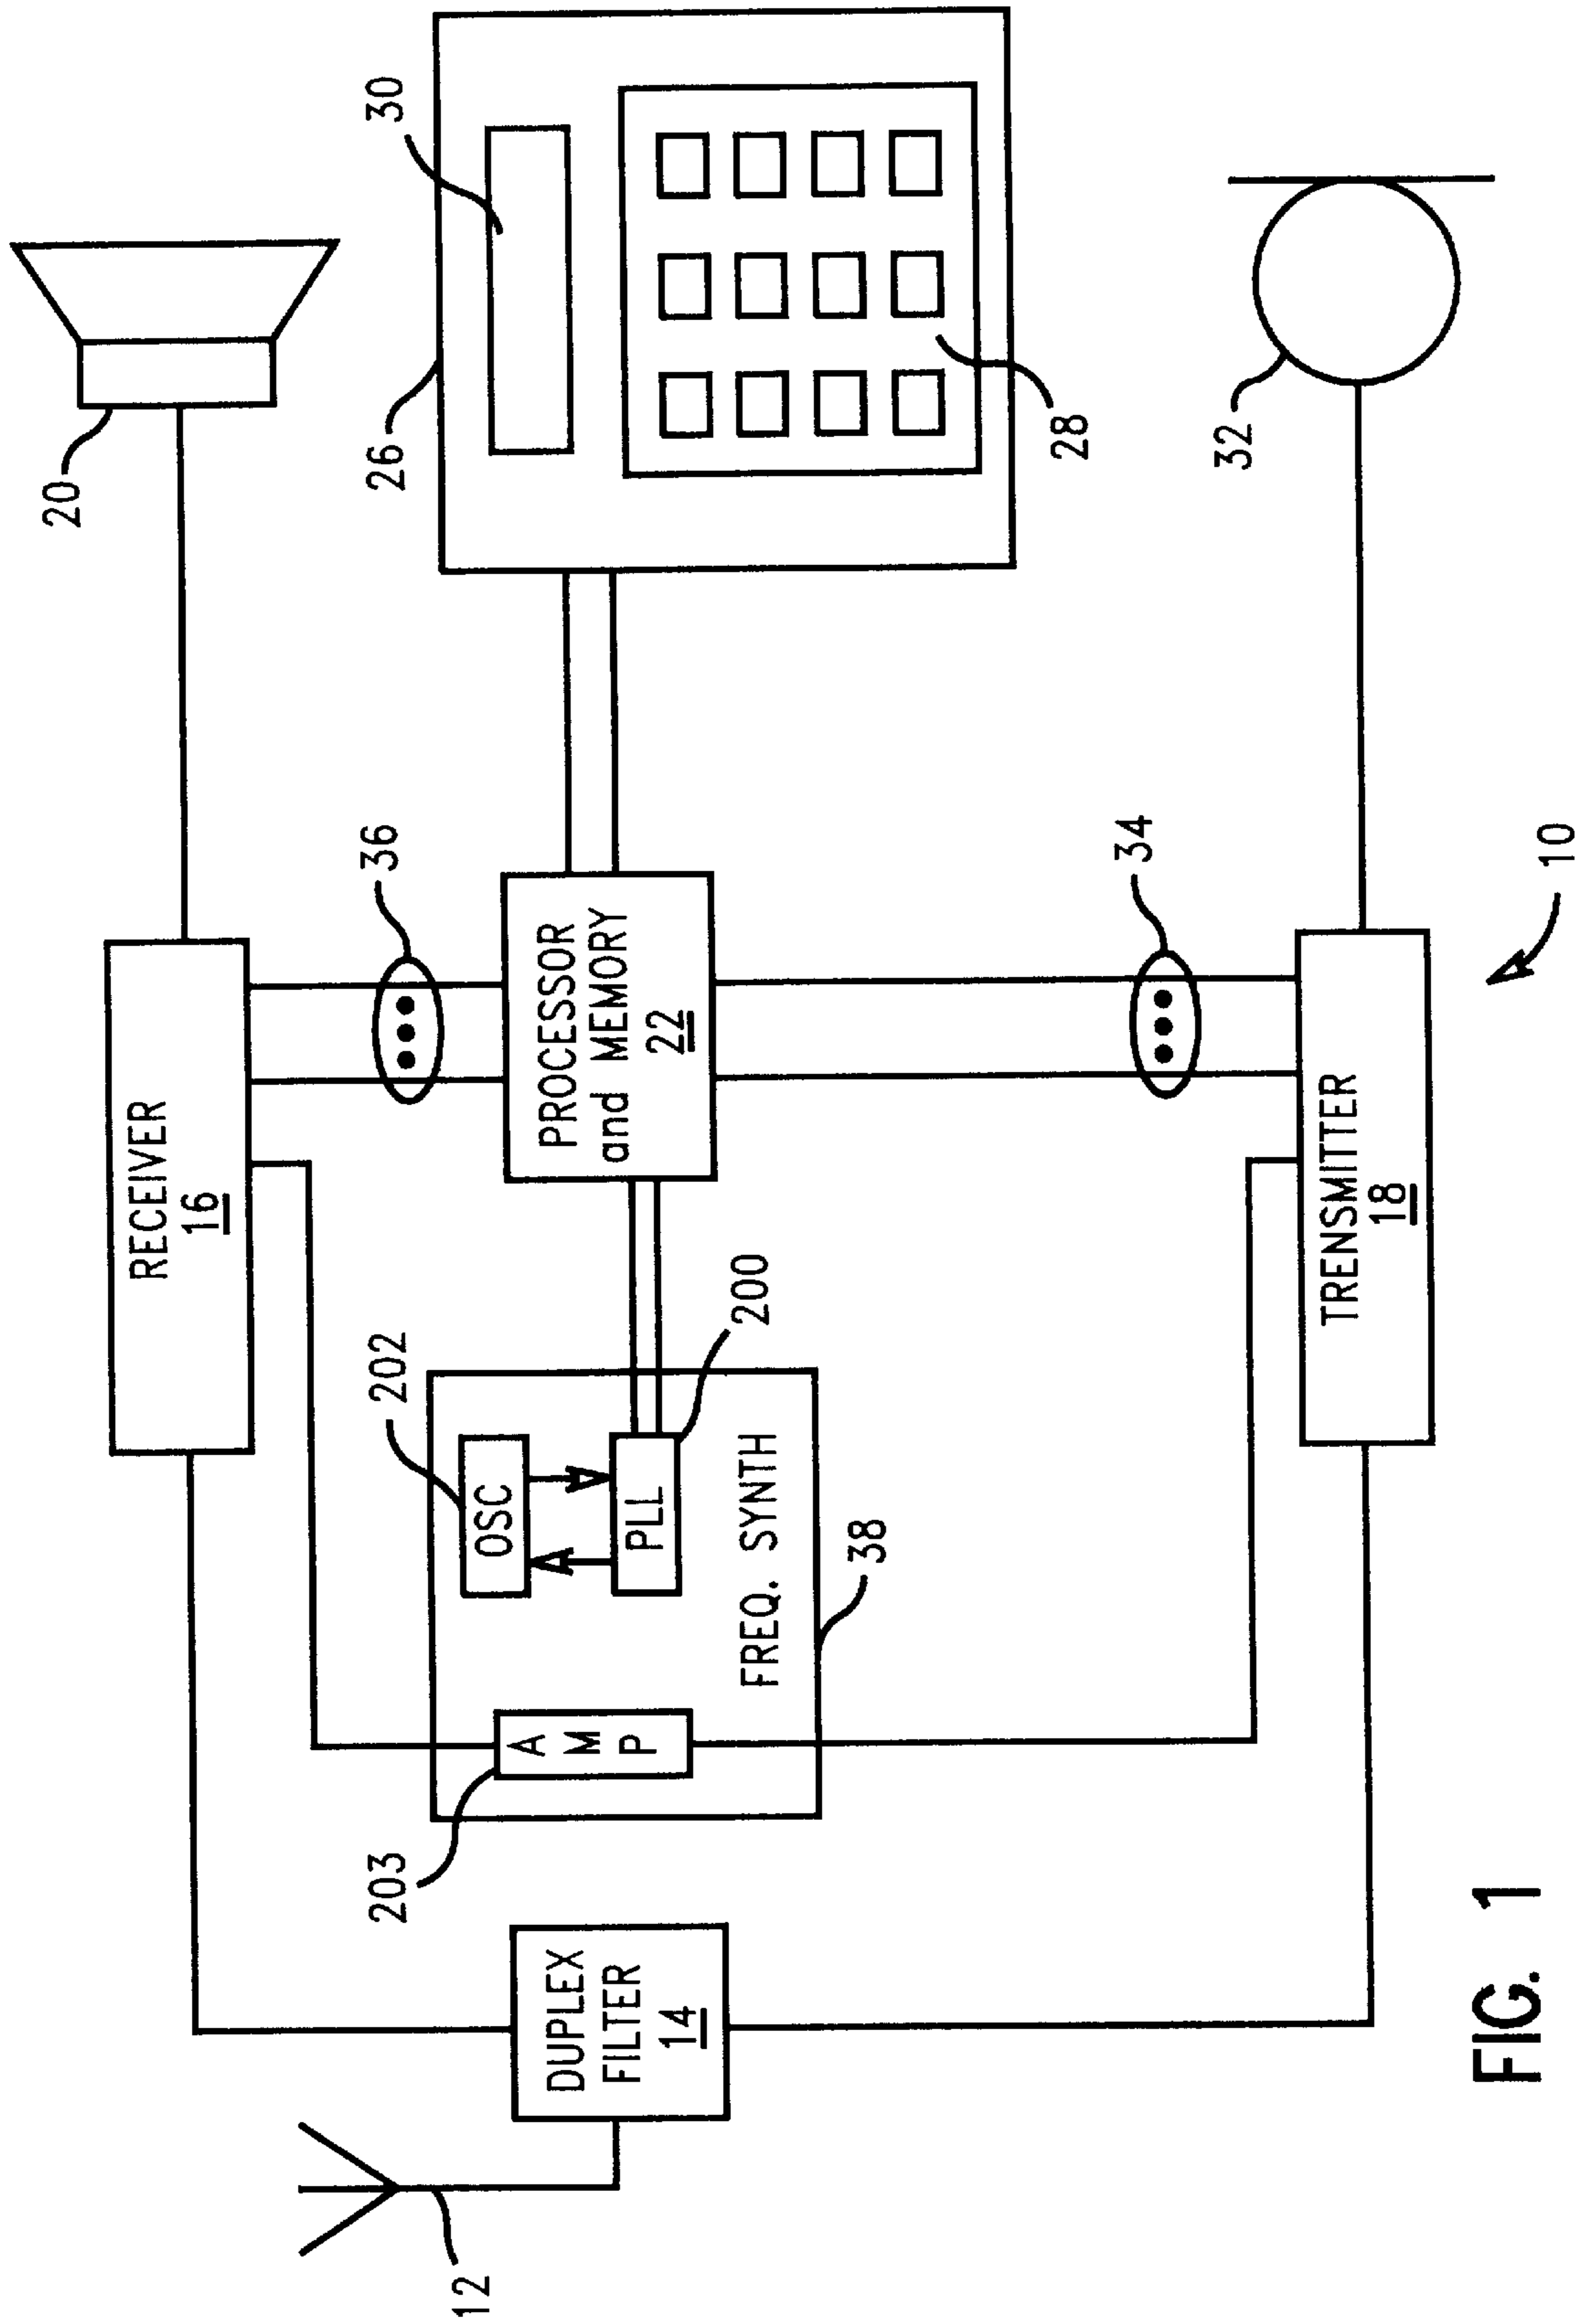 20
30
26
28
32
RECEIVER
16
36
PROCESSOR
and MEMORY
22
34
TRENSMITTER
18
10
202
OSC
PLL
200
FREQ. SYNTH
38
A
M
P
203
DUPLEX
FILTER
14
12
FIG. 1